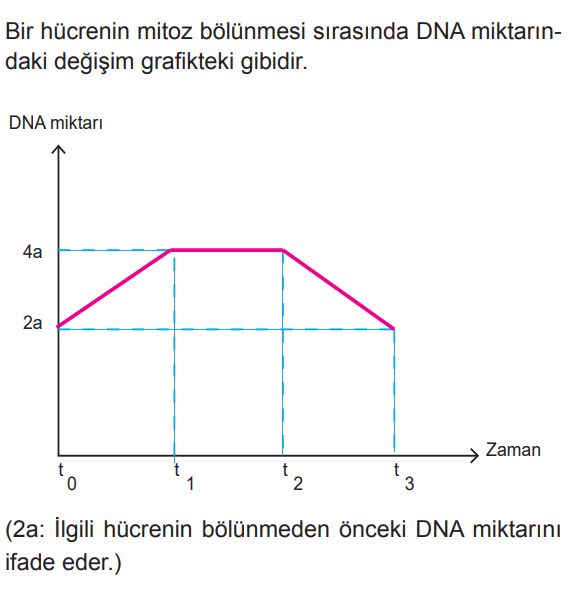 Bir hücrenin mitoz bölünmesi sırasında DNA miktarın-
daki değişim grafikteki gibidir.
DNA miktarı
4a
2a
Zaman
t0 t1 t2 t3
(2a: İlgili hücrenin bölünmeden önceki DNA miktarını
ifade eder.)